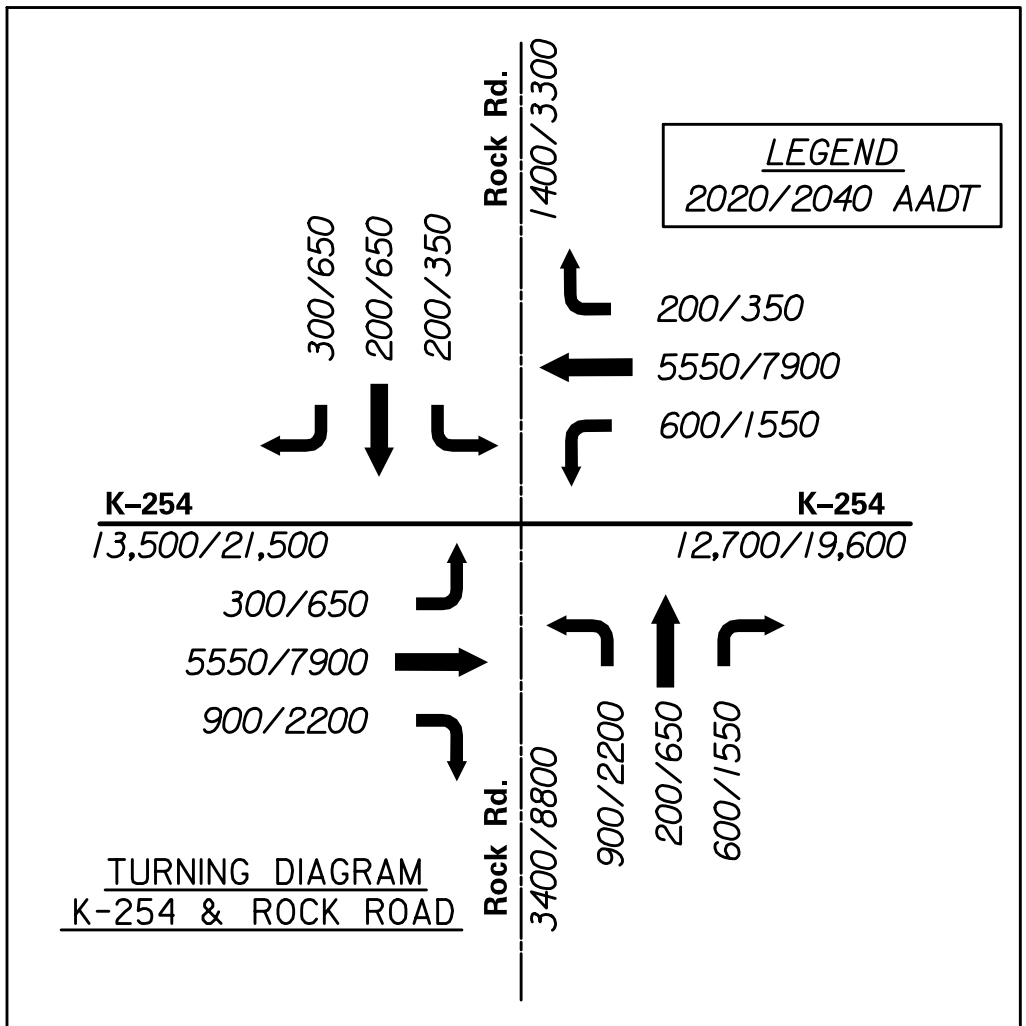 Rock Rd.
1400/3300
LEGEND
2020/2040 AADT
300/650
200/650
200/350
200/350
5550/7900
600/1550
K-254
K-254
13,500/21,500
12,700/19,600
300/650
5550/7900
900/2200
900/2200
200/650
600/1550
Rock Rd.
3400/8800
TURNING DIAGRAM
K-254 & ROCK ROAD